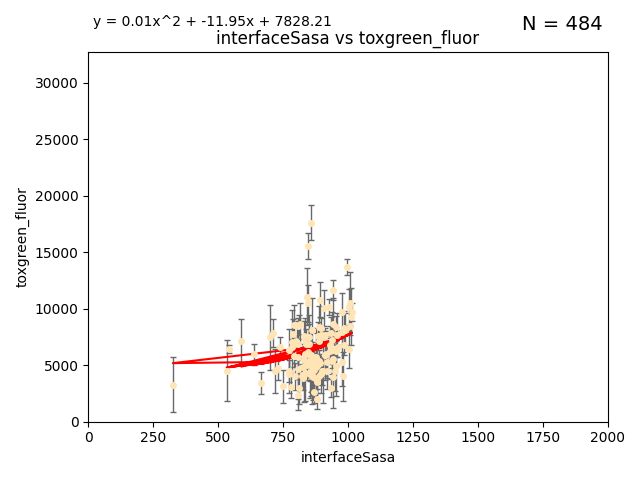 y = 0.01x^2 + -11.95x + 7828.21
N = 484
interfaceSasa vs toxgreen_fluor
30000
25000
20000
15000
10000
5000
0
toxgreen_fluor
0 250 500 750 1000 1250 1500 1750 2000
interfaceSasa